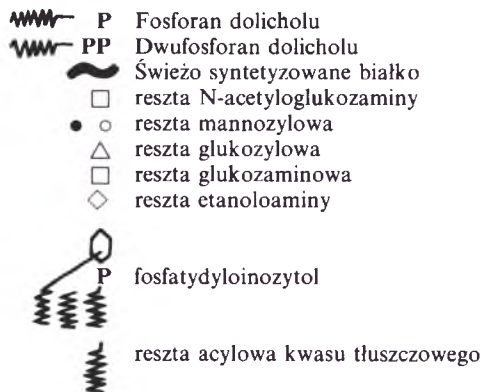 P Fosforan dolicholu
PP Dwufosforan dolicholu
Świeżo syntetyzowane białko
reszta N-acetyloglukozaminy
reszta mannozylowa
reszta glukozylowa
reszta glukozaminowa
reszta etanoloaminy
P fosfatydyloinozytol
reszta acylowa kwasu tłuszczowego